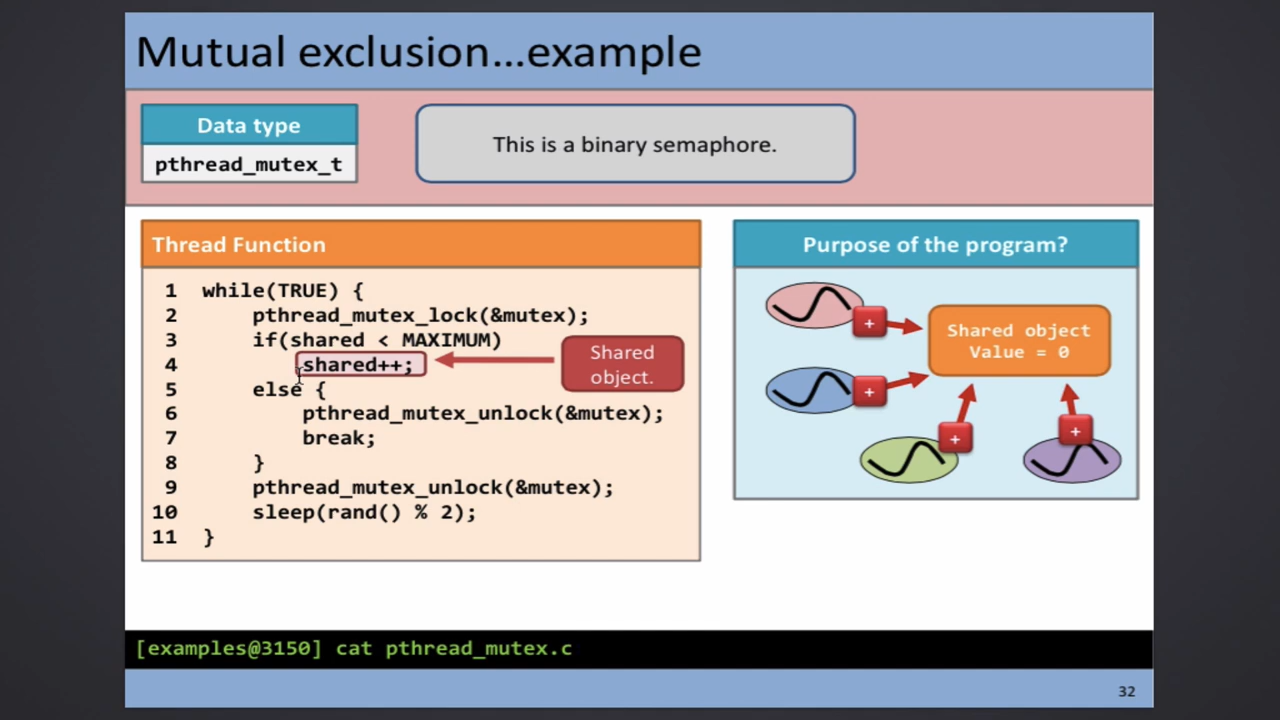 Mutual exclusion...example
Data type
pthread_mutex_t
This is a binary semaphore.
Thread Function
1 while(TRUE) {
2 pthread_mutex_lock(&mutex);
3 if(shared < MAXIMUM)
4 shared++;
5 else {
6 pthread_mutex_unlock(&mutex);
7 break;
8 }
9 pthread_mutex_unlock(&mutex);
10 sleep(rand() % 2);
11 }
Shared
object.
Purpose of the program?
+
Shared object
Value = 0
+
+
+
[examples@3150] cat pthread_mutex.c
32